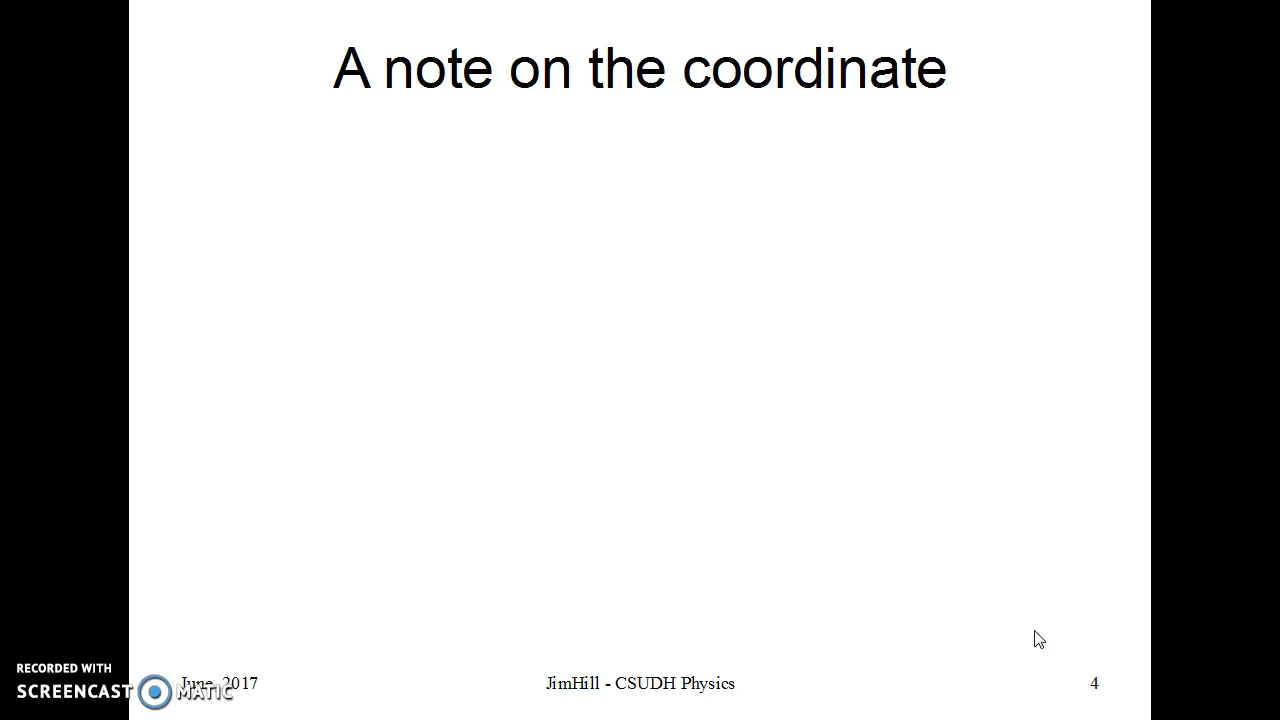 A note on the coordinate
RECORDED WITH
SCREENCAST MATIC
June, 2017
JimHill - CSUDH Physics
4